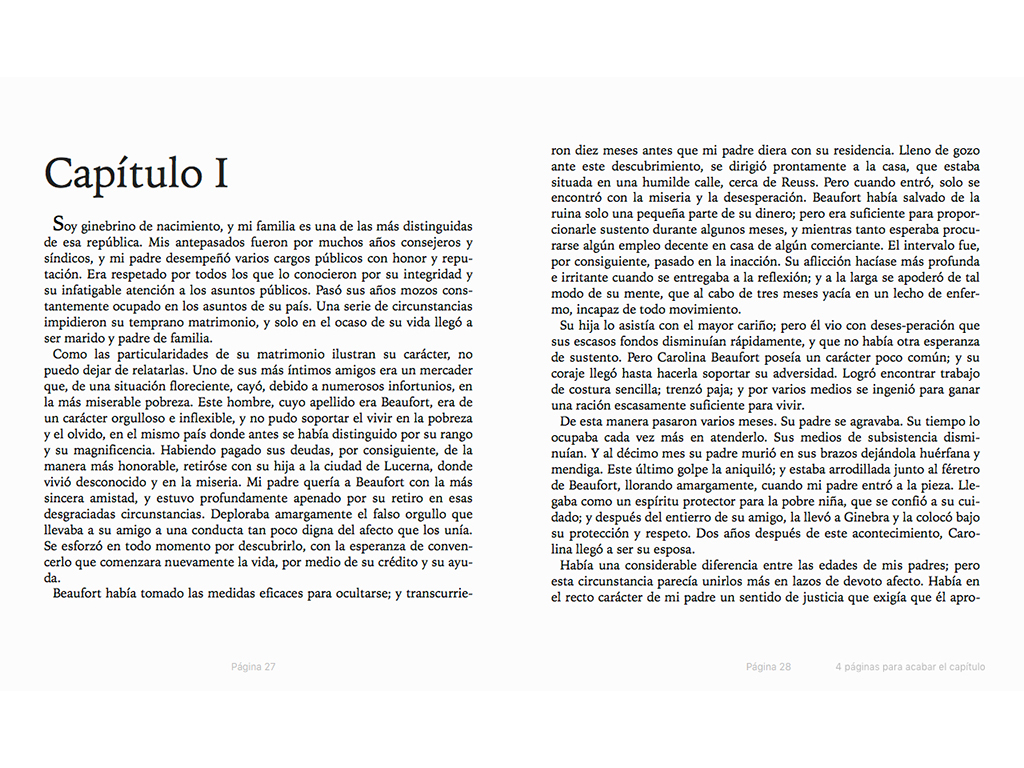 Capítulo I
Soy ginebrino de nacimiento, y mi familia es una de las más distinguidas
de esa república. Mis antepasados fueron por muchos años consejeros y
síndicos, y mi padre desempeñó varios cargos públicos con honor y repu-
tación. Era respetado por todos los que lo conocieron por su integridad y
su infatigable atención a los asuntos públicos. Pasó sus años mozos cons-
tantemente ocupado en los asuntos de su país. Una serie de circunstancias
impidieron su temprano matrimonio, y solo en el ocaso de su vida llegó a
ser marido y padre de familia.
Como las particularidades de su matrimonio ilustran su carácter, no
puedo dejar de relatarlas. Uno de sus más íntimos amigos era un mercader
que, de una situación floreciente, cayó, debido a numerosos infortunios, en
la más miserable pobreza. Este hombre, cuyo apellido era Beaufort, era de
un carácter orgulloso e inflexible, y no pudo soportar el vivir en la pobreza
y el olvido, en el mismo país donde antes se había distinguido por su rango
y su magnificencia. Habiendo pagado sus deudas, por consiguiente, de la
manera más honorable, retiróse con su hija a la ciudad de Lucerna, donde
vivió desconocido y en la miseria. Mi padre quería a Beaufort con la más
sincera amistad, y estuvo profundamente apenado por su retiro en esas
desgraciadas circunstancias. Deploraba amargamente el falso orgullo que
llevaba a su amigo a una conducta tan poco digna del afecto que los unía.
Se esforzó en todo momento por descubrirlo, con la esperanza de conven-
cerlo que comenzara nuevamente la vida, por medio de su crédito y su ayu-
da.
Beaufort había tomado las medidas eficaces para ocultarse; y transcurrie-
Página 27
ron diez meses antes que mi padre diera con su residencia. Lleno de gozo
ante este descubrimiento, se dirigió prontamente a la casa, que estaba
situada en una humilde calle, cerca de Reuss. Pero cuando entró, solo se
encontró con la miseria y la desesperación. Beaufort había salvado de la
ruina solo una pequeña parte de su dinero; pero era suficiente para propor-
cionarle sustento durante algunos meses, y mientras tanto esperaba procu-
rarse algún empleo decente en casa de algún comerciante. El intervalo fue,
por consiguiente, pasado en la inacción. Su aflicción hacíase más profunda
e irritante cuando se entregaba a la reflexión; y a la larga se apoderó de tal
modo de su mente, que al cabo de tres meses yacía en un lecho de enfer-
mo, incapaz de todo movimiento.
Su hija lo asistía con el mayor cariño; pero él vio con deses-peración que
sus escasos fondos disminuían rápidamente, y que no había otra esperanza
de sustento. Pero Carolina Beaufort poseía un carácter poco común; y su
coraje llegó hasta hacerla soportar su adversidad. Logró encontrar trabajo
de costura sencilla; trenzó paja; y por varios medios se ingenió para ganar
una ración escasamente suficiente para vivir.
De esta manera pasaron varios meses. Su padre se agravaba. Su tiempo lo
ocupaba cada vez más en atenderlo. Sus medios de subsistencia dismi-
nuían. Y al décimo mes su padre murió en sus brazos dejándola huérfana y
mendiga. Este último golpe la aniquiló; y estaba arrodillada junto al féretro
de Beaufort, llorando amargamente, cuando mi padre entró a la pieza. Lle-
gaba como un espíritu protector para la pobre niña, que se confió a su cui-
dado; y después del entierro de su amigo, la llevó a Ginebra y la colocó bajo
su protección y respeto. Dos años después de este acontecimiento, Caro-
lina llegó a ser su esposa.
Había una considerable diferencia entre las edades de mis padres; pero
esta circunstancia parecía unirlos más en lazos de devoto afecto. Había en
el recto carácter de mi padre un sentido de justicia que exigía que él apro-
Página 28
4 páginas para acabar el capítulo